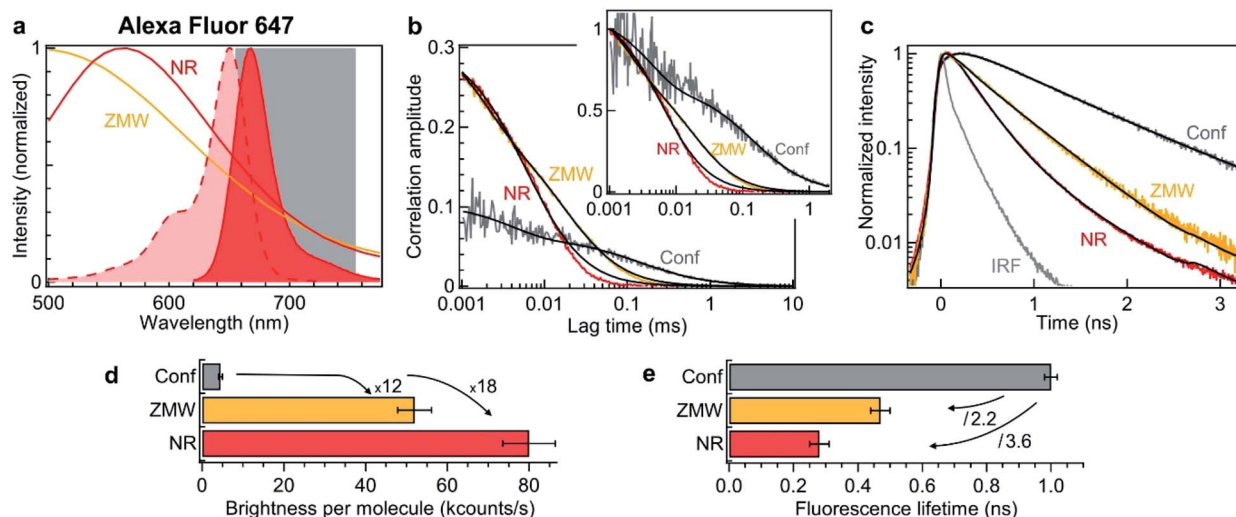 a
Alexa Fluor 647
Intensity (normalized)
1
0
NR
ZMW
500
600
700
Wavelength (nm)
b
Correlation amplitude
0.3
0.2
0.1
0.0
NR
ZMW
Conf
0.001
0.01
0.1
1
10
Lag time (ms)
1
0.5
0
NR
ZMW
Conf
0.001
0.01
0.1
1
c
Normalized intensity
1
0.1
0.01
Conf
ZMW
NR
IRF
0
1
2
3
Time (ns)
d
Conf
ZMW
NR
x12
x18
0
20
40
60
80
Brightness per molecule (kcounts/s)
e
Conf
ZMW
NR
/2.2
/3.6
0.0
0.2
0.4
0.6
0.8
1.0
Fluorescence lifetime (ns)